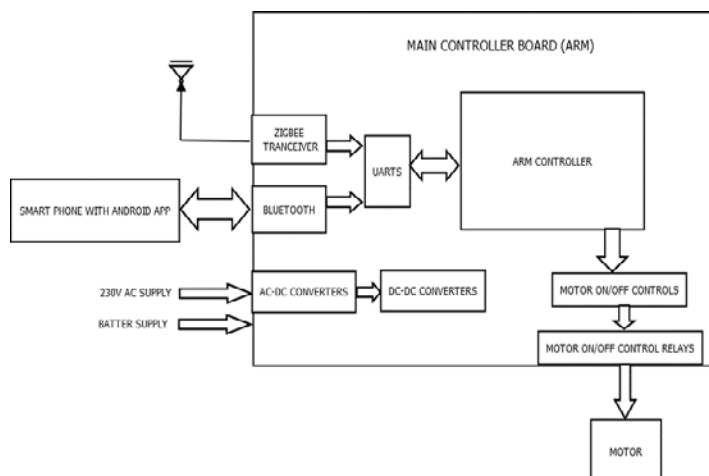 MAIN CONTROLLER BOARD (ARM)
ZIGBEE
TRANCEIVER
UARTS
ARM CONTROLLER
SMART PHONE WITH ANDROID APP
BLUETOOTH
230V AC SUPPLY
AC-DC CONVERTERS
DC-DC CONVERTERS
MOTOR ON/OFF CONTROLS
BATTER SUPPLY
MOTOR ON/OFF CONTROL RELAYS
MOTOR